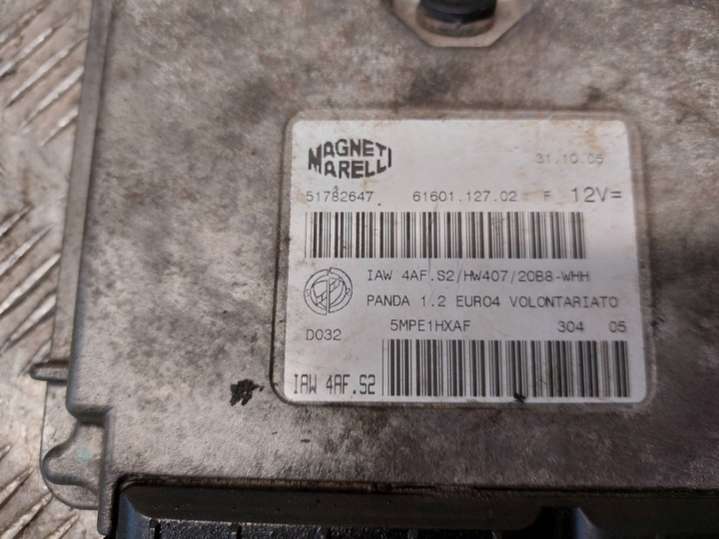 MAGNETI MARELLI
31.10.05
51782647 61601.127.02 F 12V=
IAW 4AF.S2/HW407/20B8-WHH
PANDA 1.2 EURO4 VOLONTARIATO
D032 5MPE1HXAF 304 05
IAW 4AF.S2